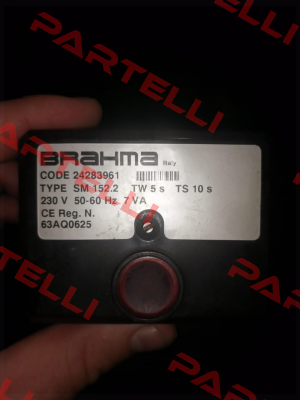 PARTELLI
BRAHMA Italy
CODE 24283961
TYPE SM 152.2 TW 5 s TS 10 s
230 V 50-60 Hz 7 VA
CE Reg. N.
63AQ0625
PARTELLI
PARTELLI